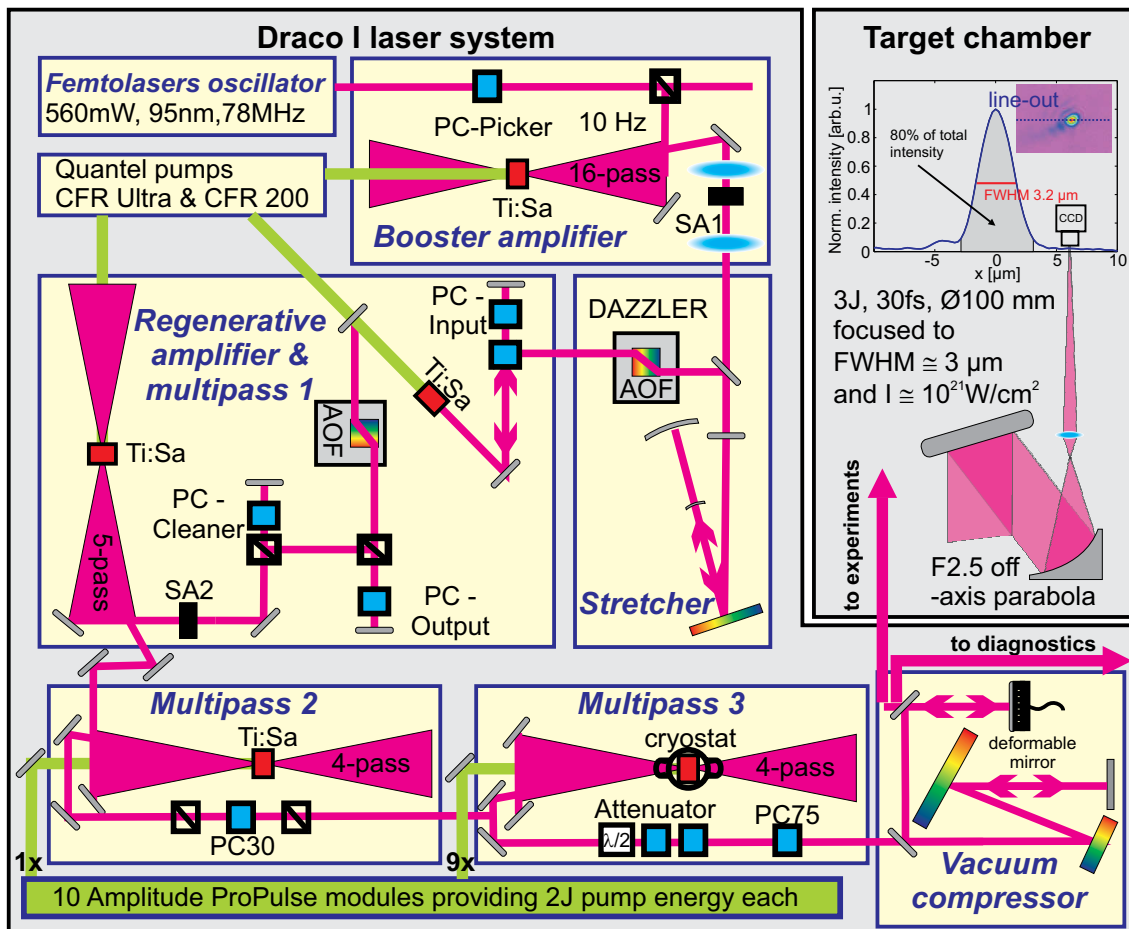 Draco I laser system
Femtolasers oscillator
560mW, 95nm,78MHz
PC-Picker
10 Hz
16-pass
Ti:Sa
SA1
Booster amplifier
Quantel pumps
CFR Ultra & CFR 200
Regenerative
amplifier &
multipass 1
PC -
Input
Ti:Sa
AOF
Ti:Sa
PC -
Cleaner
5-pass
SA2
PC -
Output
DAZZLER
AOF
Stretcher
Multipass 2
Ti:Sa
4-pass
PC30
1x
Multipass 3
cryostat
4-pass
Attenuator
λ/2
PC75
9x
10 Amplitude ProPulse modules providing 2J pump energy each
Target chamber
Norm. intensity [arb.u.]
1
0.8
0.6
0.4
0.2
0
line-out
80% of total
intensity
FWHM 3.2 µm
CCD
-5
0
5
10
x [µm]
3J, 30fs, Ø100 mm
focused to
FWHM ≅ 3 µm
and I ≅ 10²¹W/cm²
F2.5 off
-axis parabola
to experiments
to diagnostics
deformable
mirror
Vacuum
compressor